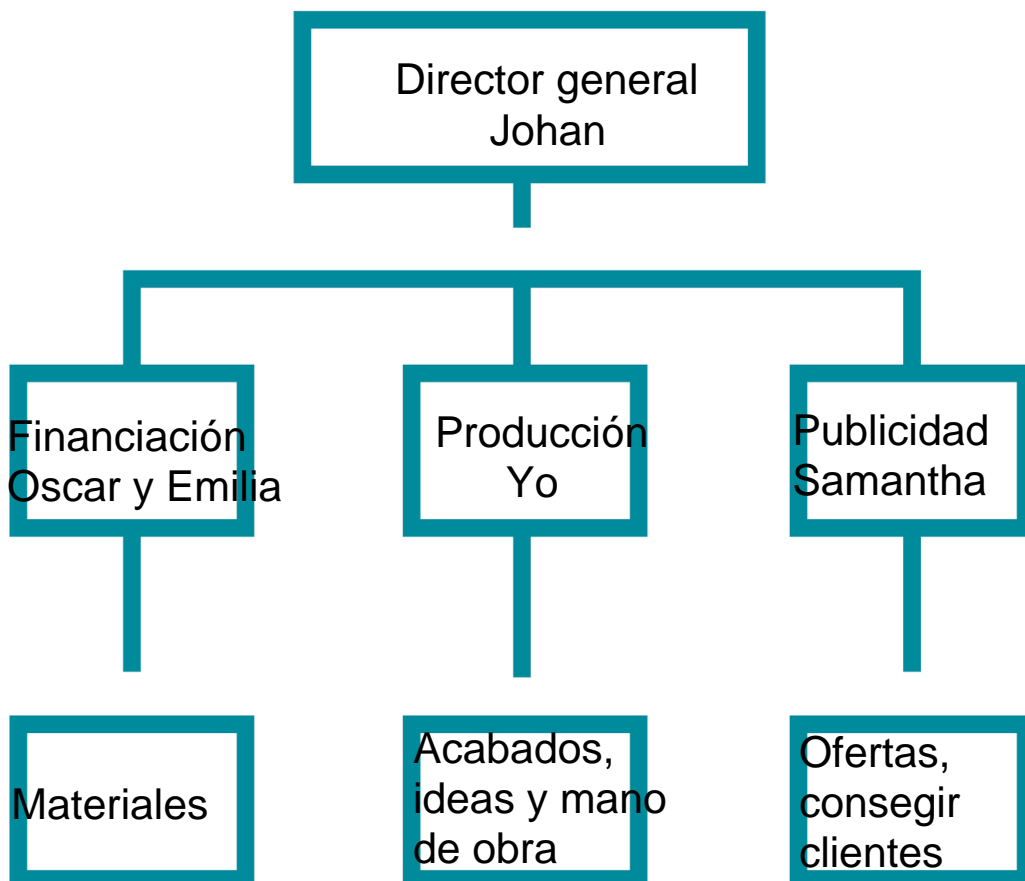 Director general
Johan
Financiación
Oscar y Emilia
Producción
Yo
Publicidad
Samantha
Materiales
Acabados,
ideas y mano
de obra
Ofertas,
consegir
clientes